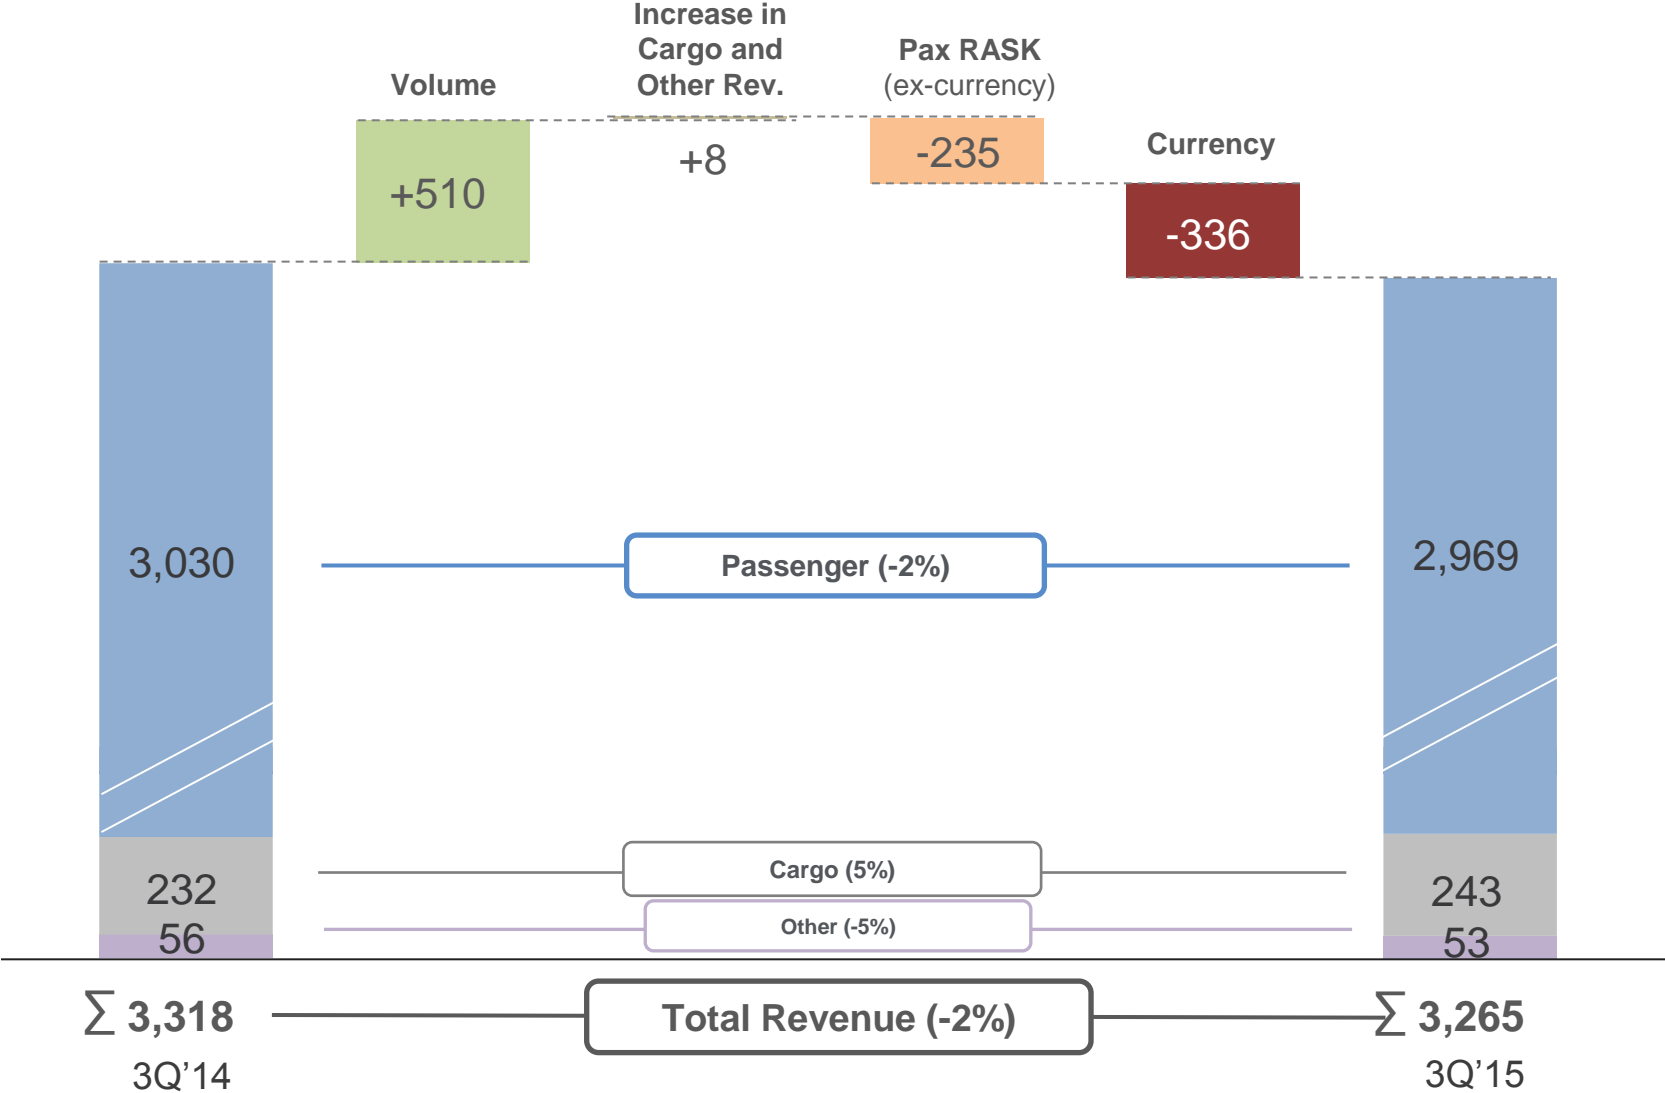 Increase in
Cargo and
Other Rev.
Pax RASK
(ex-currency)
Volume
Currency
+510
+8
-235
-336
3,030
Passenger (-2%)
2,969
232
Cargo (5%)
243
56
Other (-5%)
53
∑ 3,318
Total Revenue (-2%)
∑ 3,265
3Q’14
3Q’15